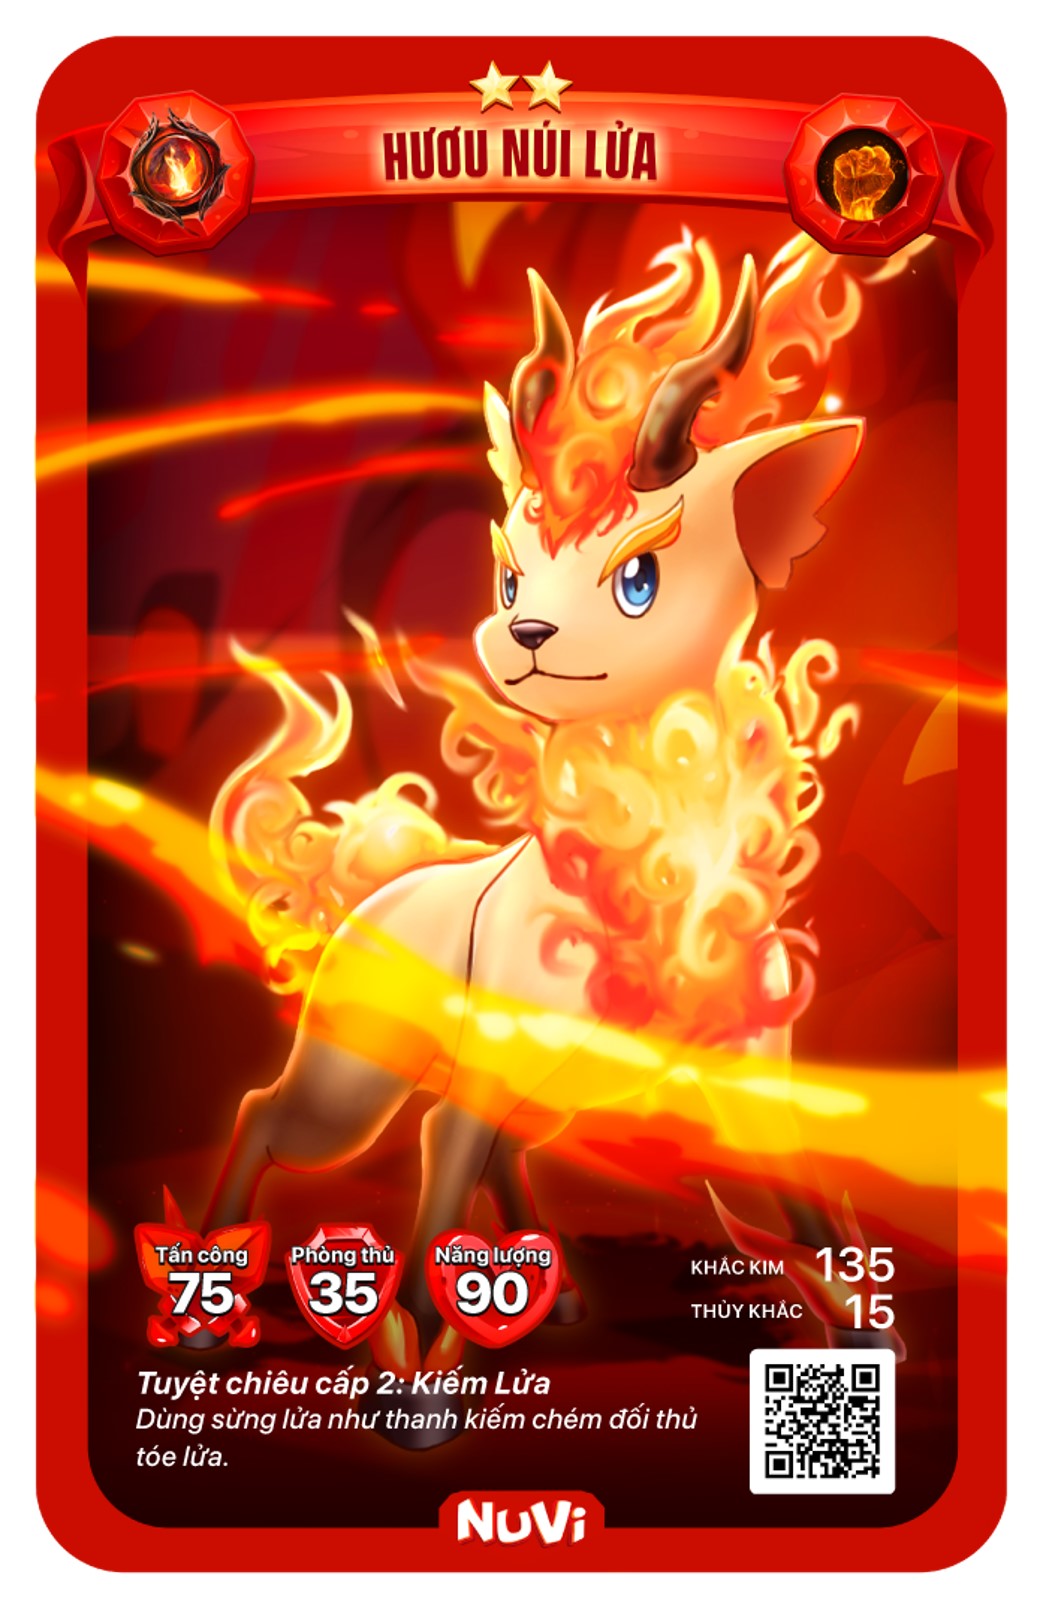 HƯƠU NÚI LỬA
Tấn công
75
Phòng thủ
35
Năng lượng
90
KHẮC KIM 135
THỦY KHẮC 15
Tuyệt chiêu cấp 2: Kiếm Lửa
Dùng sừng lửa như thanh kiếm chém đối thủ
tóe lửa.
NuVi